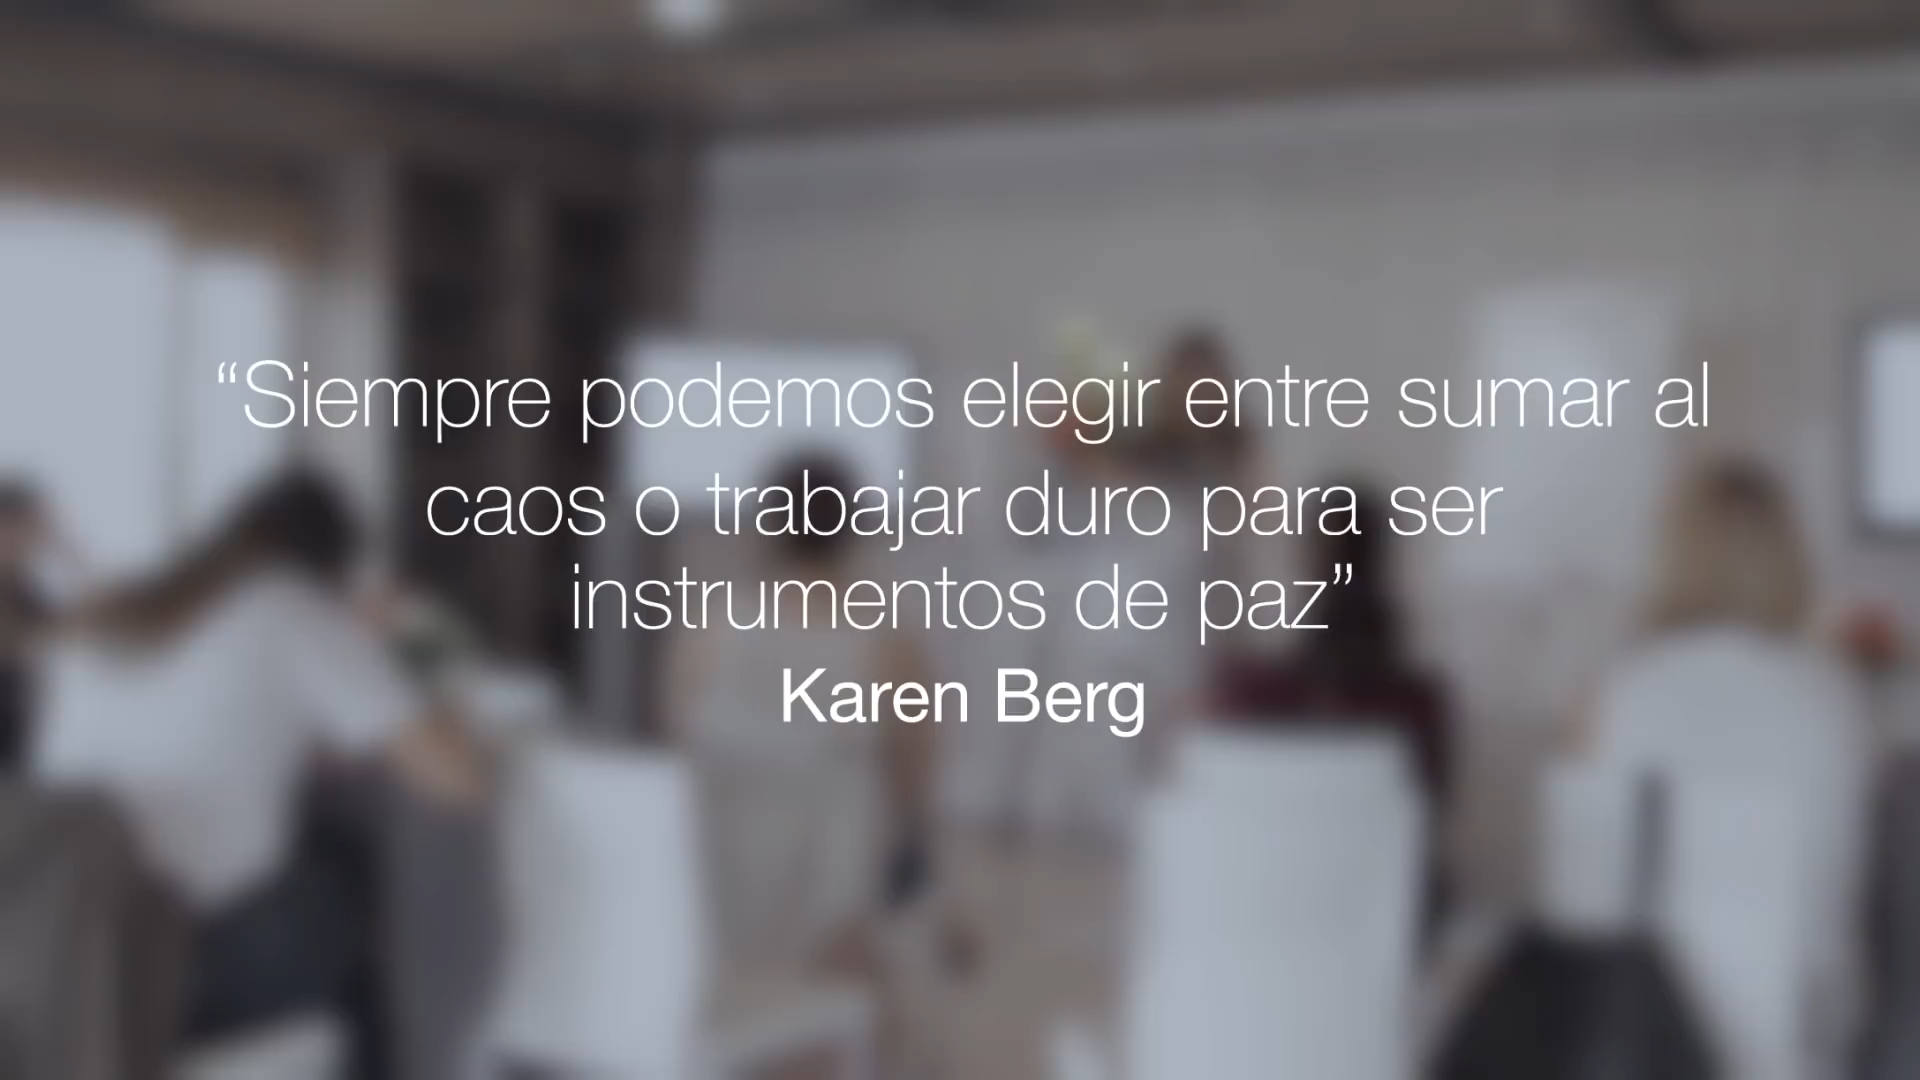 “Siempre podemos elegir entre sumar al
caos o trabajar duro para ser
instrumentos de paz”
Karen Berg